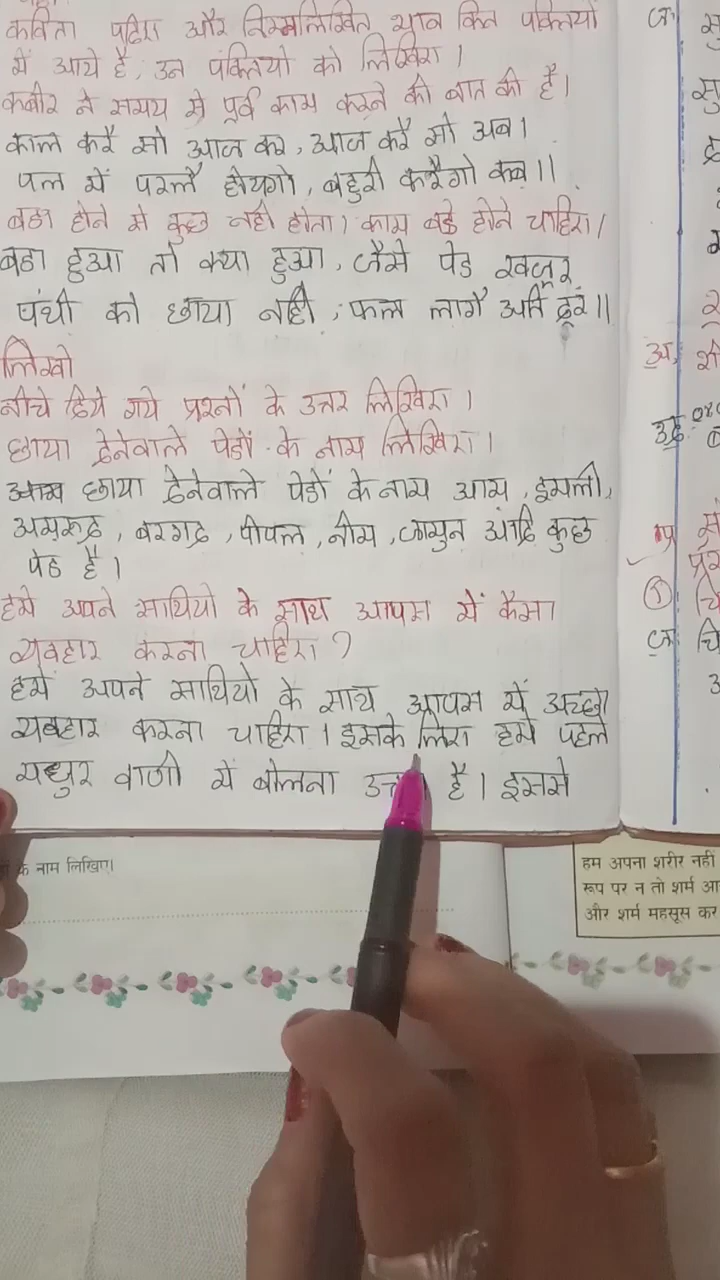 कविता पढिए और निम्नलिखित भाव किन पंक्तियों
में आये है, उन पंक्तियो को लिखिए।
कबीर ने समय से पूर्व काम करने की बात की है।
काल करै सो आज कर, आज करै सो अब।
पल में परलै होयगो, बहुरी करैगो कब।।
बडा होने से कुछ नही होता। काम बडे होने चाहिए।
बडा हुआ तो क्या हुआ, जैसे पेड खजूर
पंथी को छाया नही, फल लागै अति दूर।।
लिखो
नीचे दिये गये प्रश्नों के उत्तर लिखिए।
छाया देनेवाले पेडों के नाम लिखिए।
छाया देनेवाले पेडों के नाम आम, इमली,
अमरूद, बरगद, पीपल, नीम, जामुन आदि कुछ
पेड है।
हमे अपने साथियो के साथ आपस में कैसा
व्यवहार करना चाहिए?
हमें अपने साथियो के साथ आपस में अच्छा
व्यवहार करना चाहिए। इसके लिए हमे पहले
मधुर वाणी में बोलना है। इससे
के नाम लिखिए।
हम अपना शरीर नहीं
रूप पर न तो शर्म आ
और शर्म महसूस कर